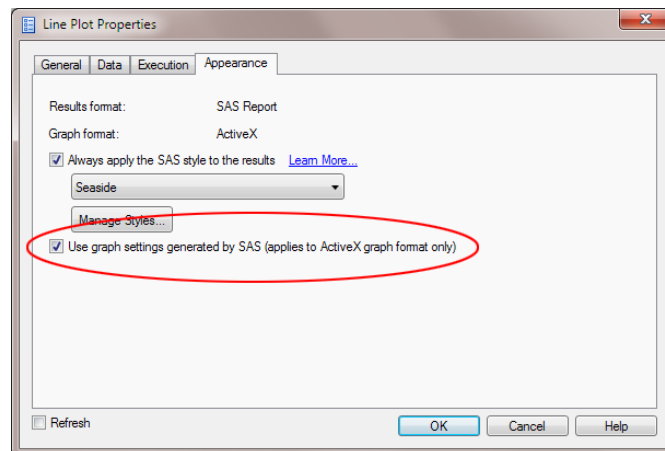 Line Plot Properties
General Data Execution Appearance
Results format: SAS Report
Graph format: ActiveX
Always apply the SAS style to the results Learn More...
Seaside
Manage Styles...
Use graph settings generated by SAS (applies to ActiveX graph format only)
Refresh OK Cancel Help